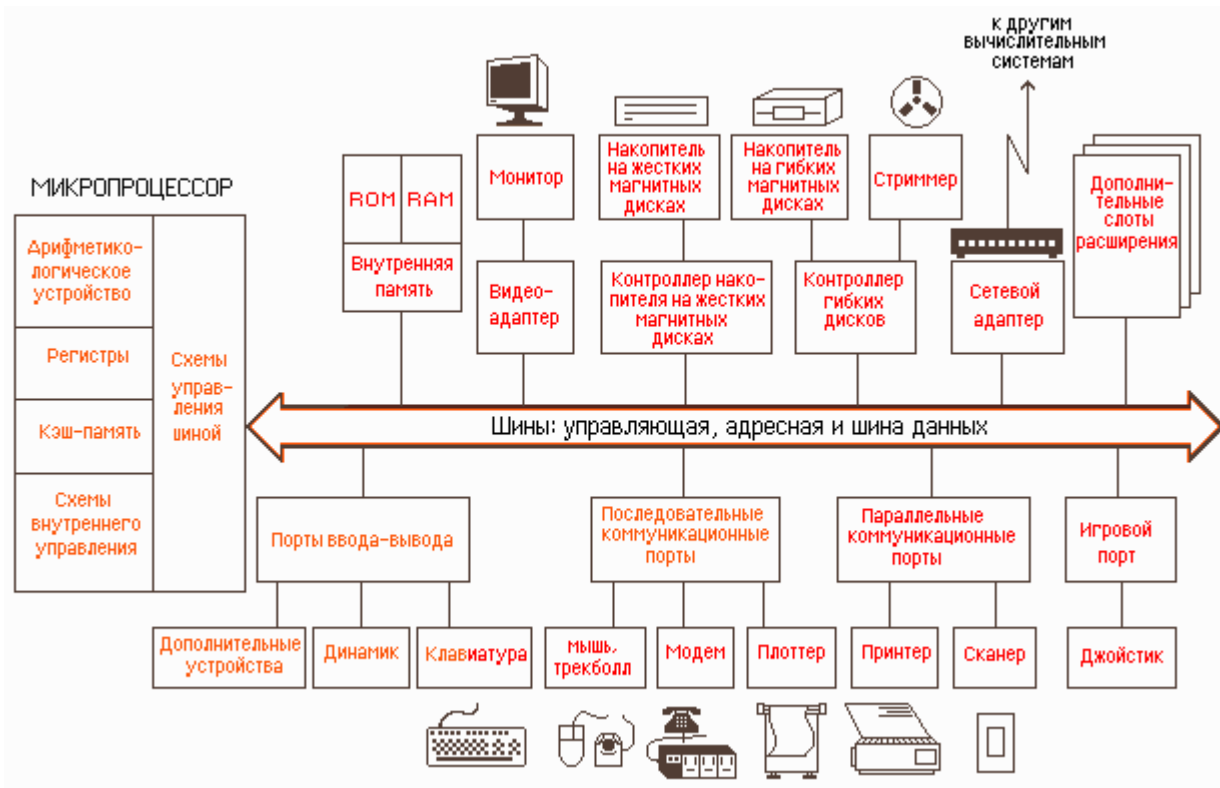 к другим
вычислительным
системам
МИКРОПРОЦЕССОР
Арифметико-
логическое
устройство
Регистры
Кэш-память
Схемы
внутреннего
управления
Схемы
управ-
ления
шиной
ROM
RAM
Внутренняя
память
Монитор
Видео-
адаптер
Накопитель
на жестких
магнитных
дисках
Контроллер нако-
пителя на жестких
магнитных
дисках
Накопитель
на гибких
магнитных
дисках
Стриммер
Контроллер
гибких
дисков
Сетевой
адаптер
Дополни-
тельные
слоты
расширения
Шины: управляющая, адресная и шина данных
Порты ввода-вывода
Последовательные
коммуникационные
порты
Параллельные
коммуникационные
порты
Игровой
порт
Дополнительные
устройства
Динамик
Клавиатура
мышь,
трекболл
Модем
Плоттер
Принтер
Сканер
Джойстик